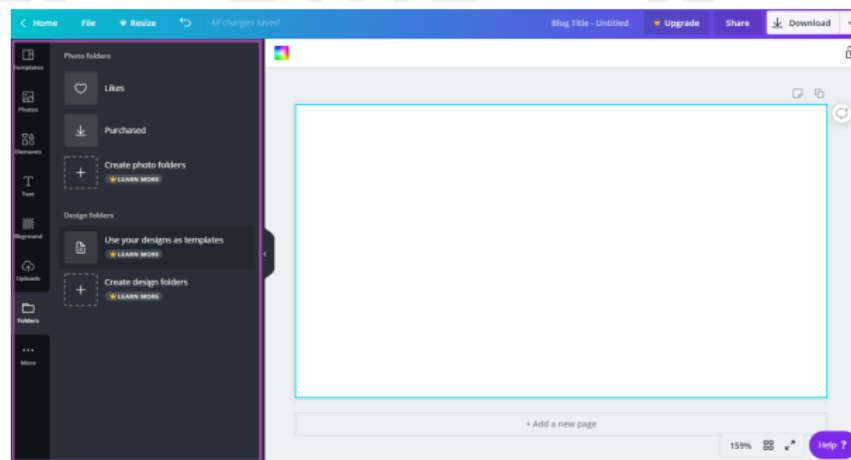 Home File Resize All changes saved Blog Title - Untitled Upgrade Share Download
Templates
Photos
Elements
Text
Bkground
Uploads
Folders
More
Photo folders
Likes
Purchased
Create photo folders
LEARN MORE
Design folders
Use your designs as templates
LEARN MORE
Create design folders
LEARN MORE
+ Add a new page
159%
Help ?